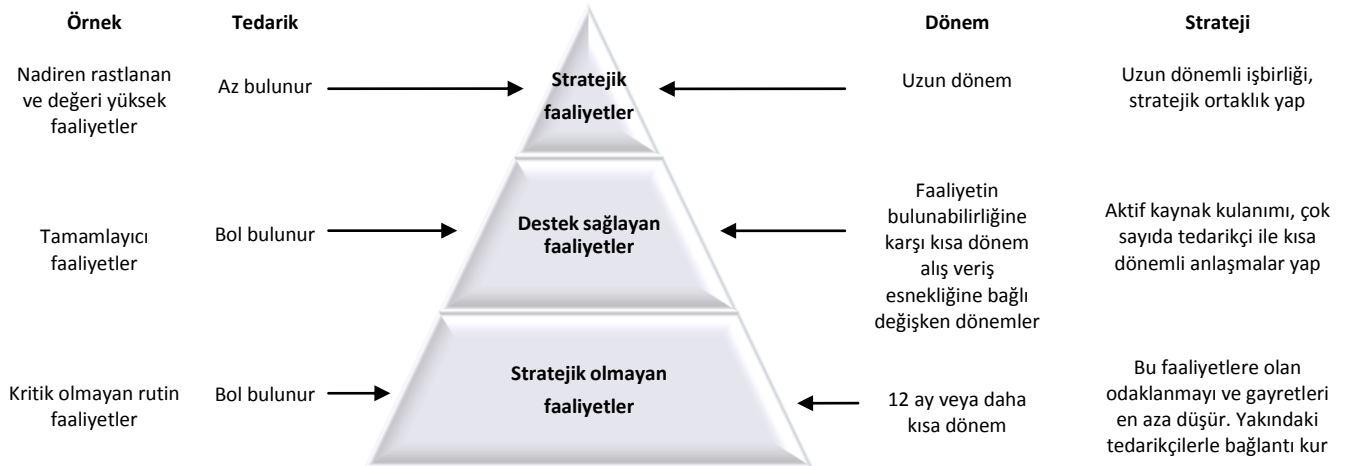 Örnek
Tedarik
Dönem
Strateji
Nadiren rastlanan
ve değeri yüksek
faaliyetler
Az bulunur
Stratejik
faaliyetler
Uzun dönem
Uzun dönemli işbirliği,
stratejik ortaklık yap
Tamamlayıcı
faaliyetler
Bol bulunur
Destek sağlayan
faaliyetler
Faaliyetin
bulunabilirliğine
karşı kısa dönem
alış veriş
esnekliğine bağlı
değişken dönemler
Aktif kaynak kulanımı, çok
sayıda tedarikçi ile kısa
dönemli anlaşmalar yap
Kritik olmayan rutin
faaliyetler
Bol bulunur
Stratejik olmayan
faaliyetler
12 ay veya daha
kısa dönem
Bu faaliyetlere olan
odaklanmayı ve gayretleri
en aza düşür. Yakındaki
tedarikçilerle bağlantı kur